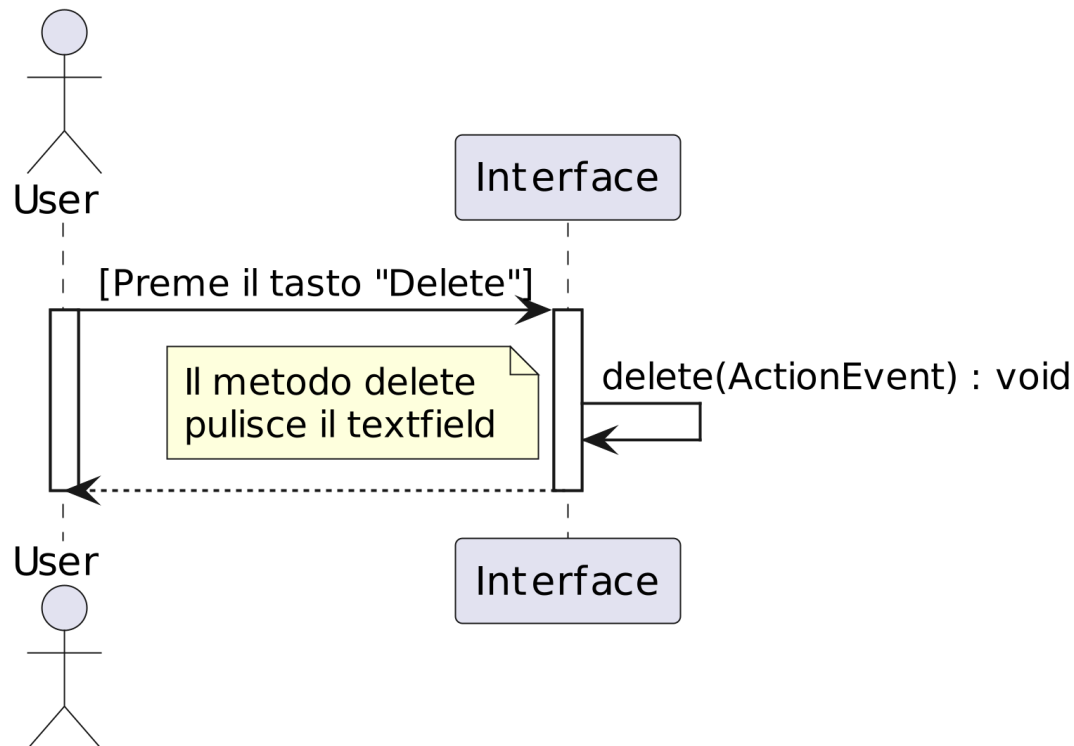 User
Interface
[Preme il tasto "Delete"]
delete(ActionEvent) : void
Il metodo delete
pulisce il textfield
User
Interface